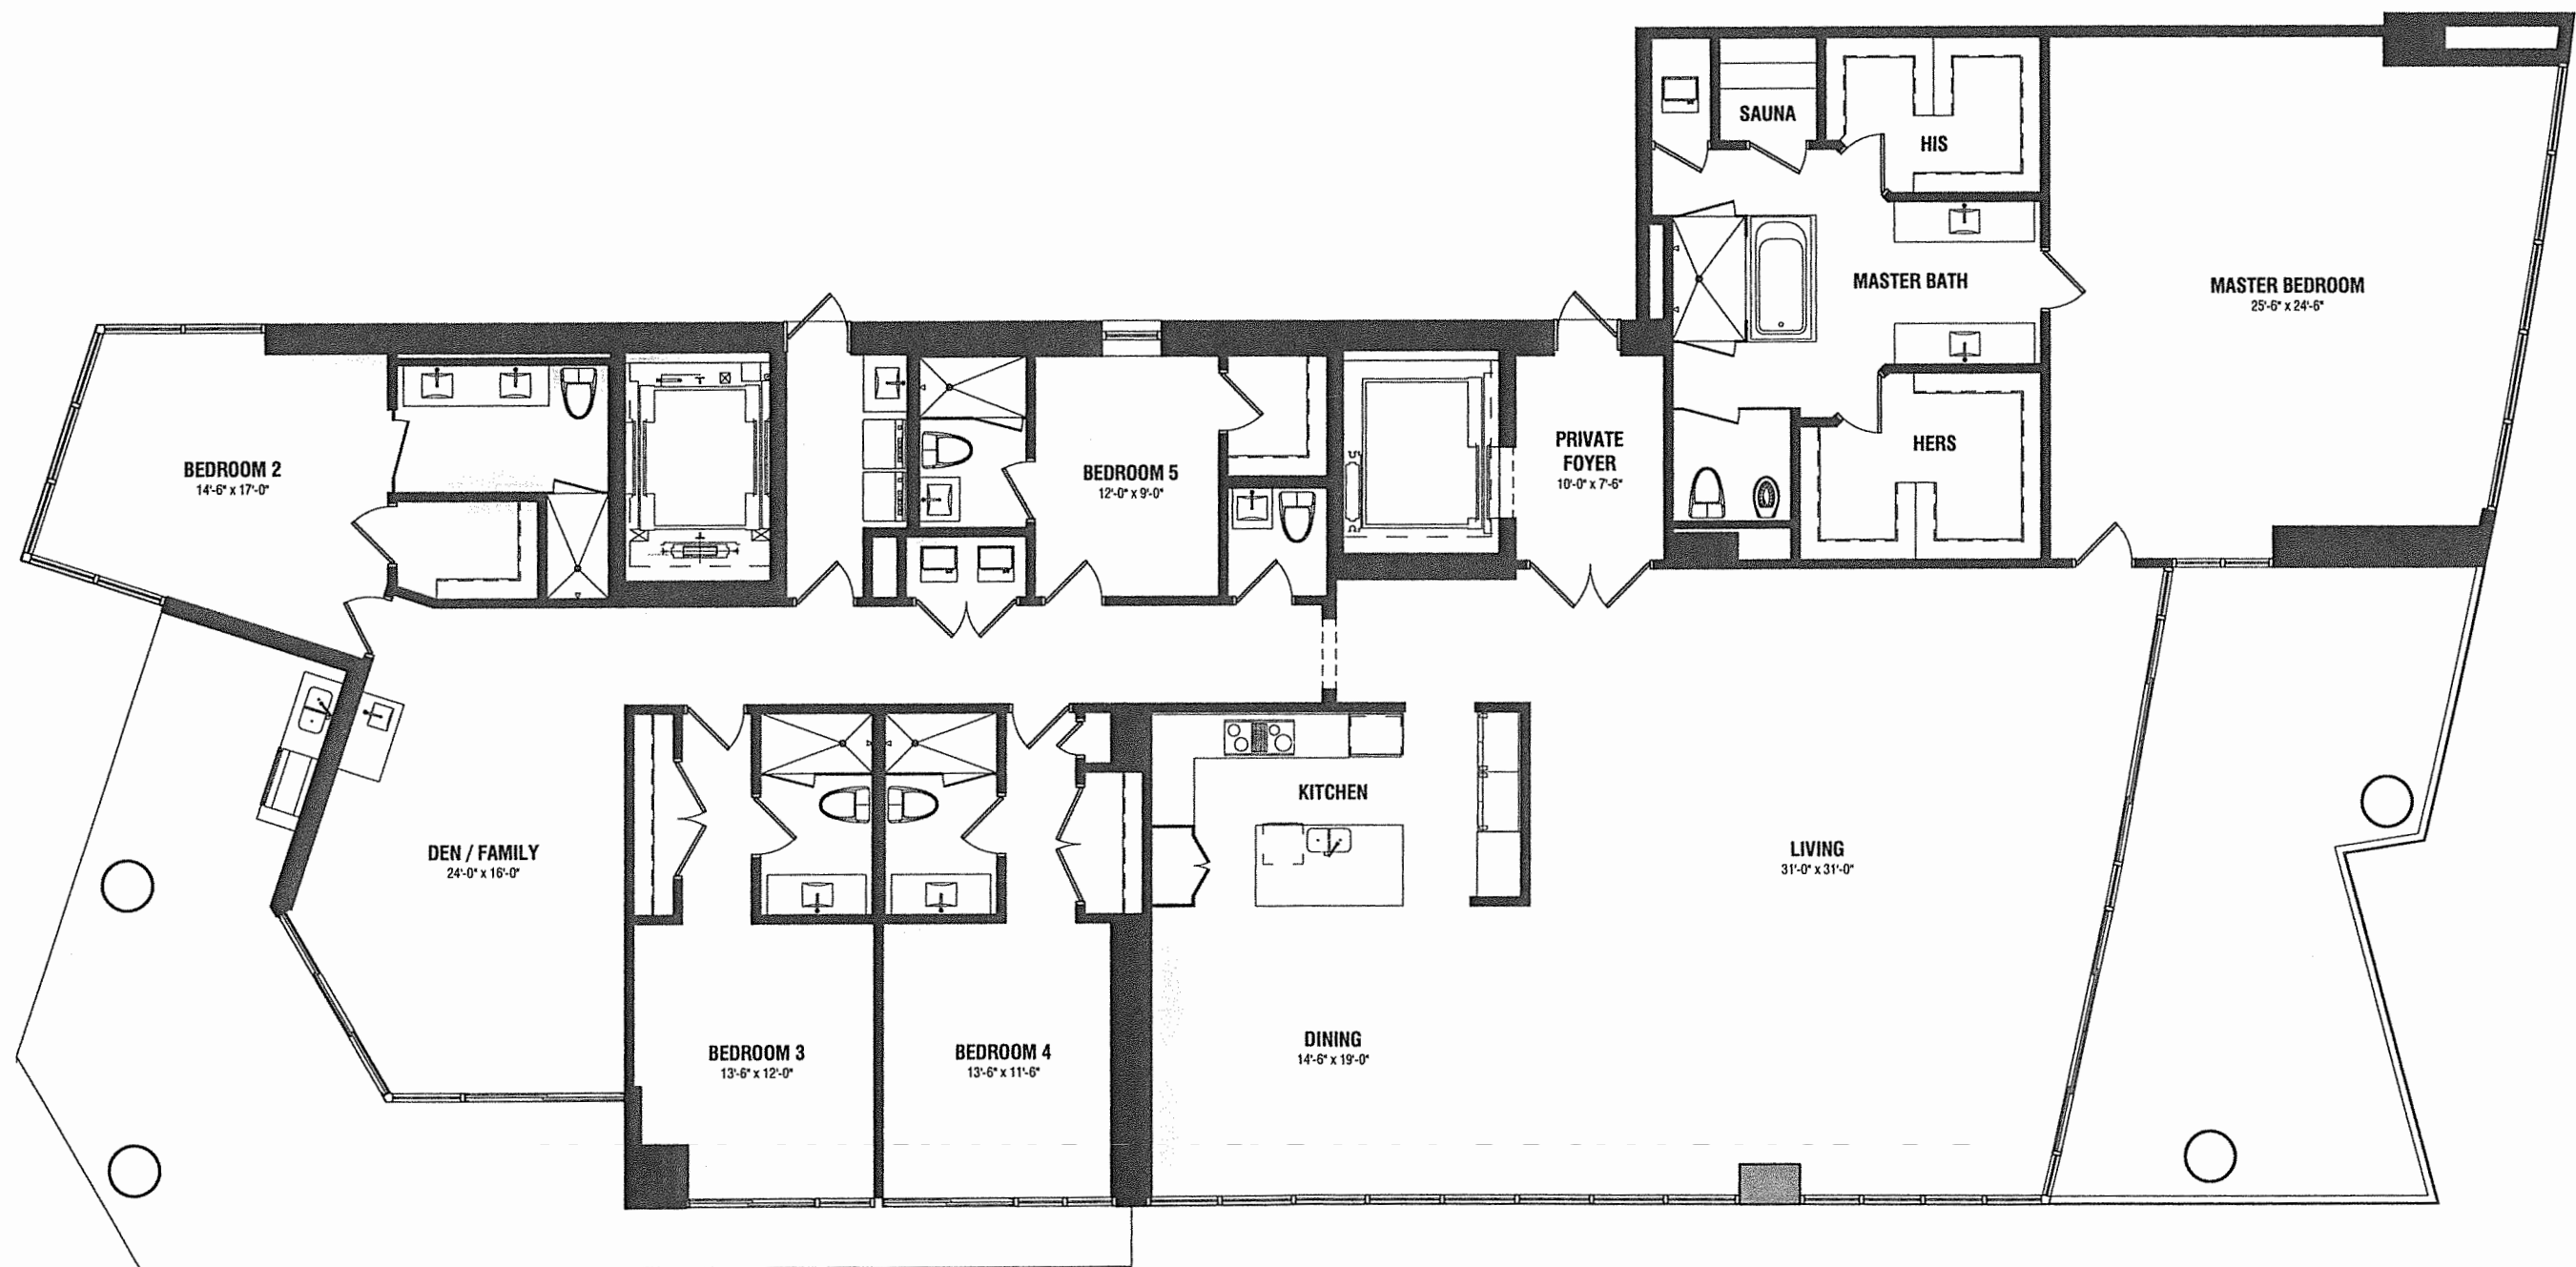 SAUNA
HIS
MASTER BATH
MASTER BEDROOM
25'-6" x 24'-6"
HERS
PRIVATE
FOYER
10'-0" x 7'-6"
BEDROOM 2
14'-6" x 17'-0"
BEDROOM 5
12'-0" x 9'-0"
KITCHEN
DEN / FAMILY
24'-0" x 16'-0"
LIVING
31'-0" x 31'-0"
BEDROOM 3
13'-6" x 12'-0"
BEDROOM 4
13'-6" x 11'-6"
DINING
14'-6" x 19'-0"